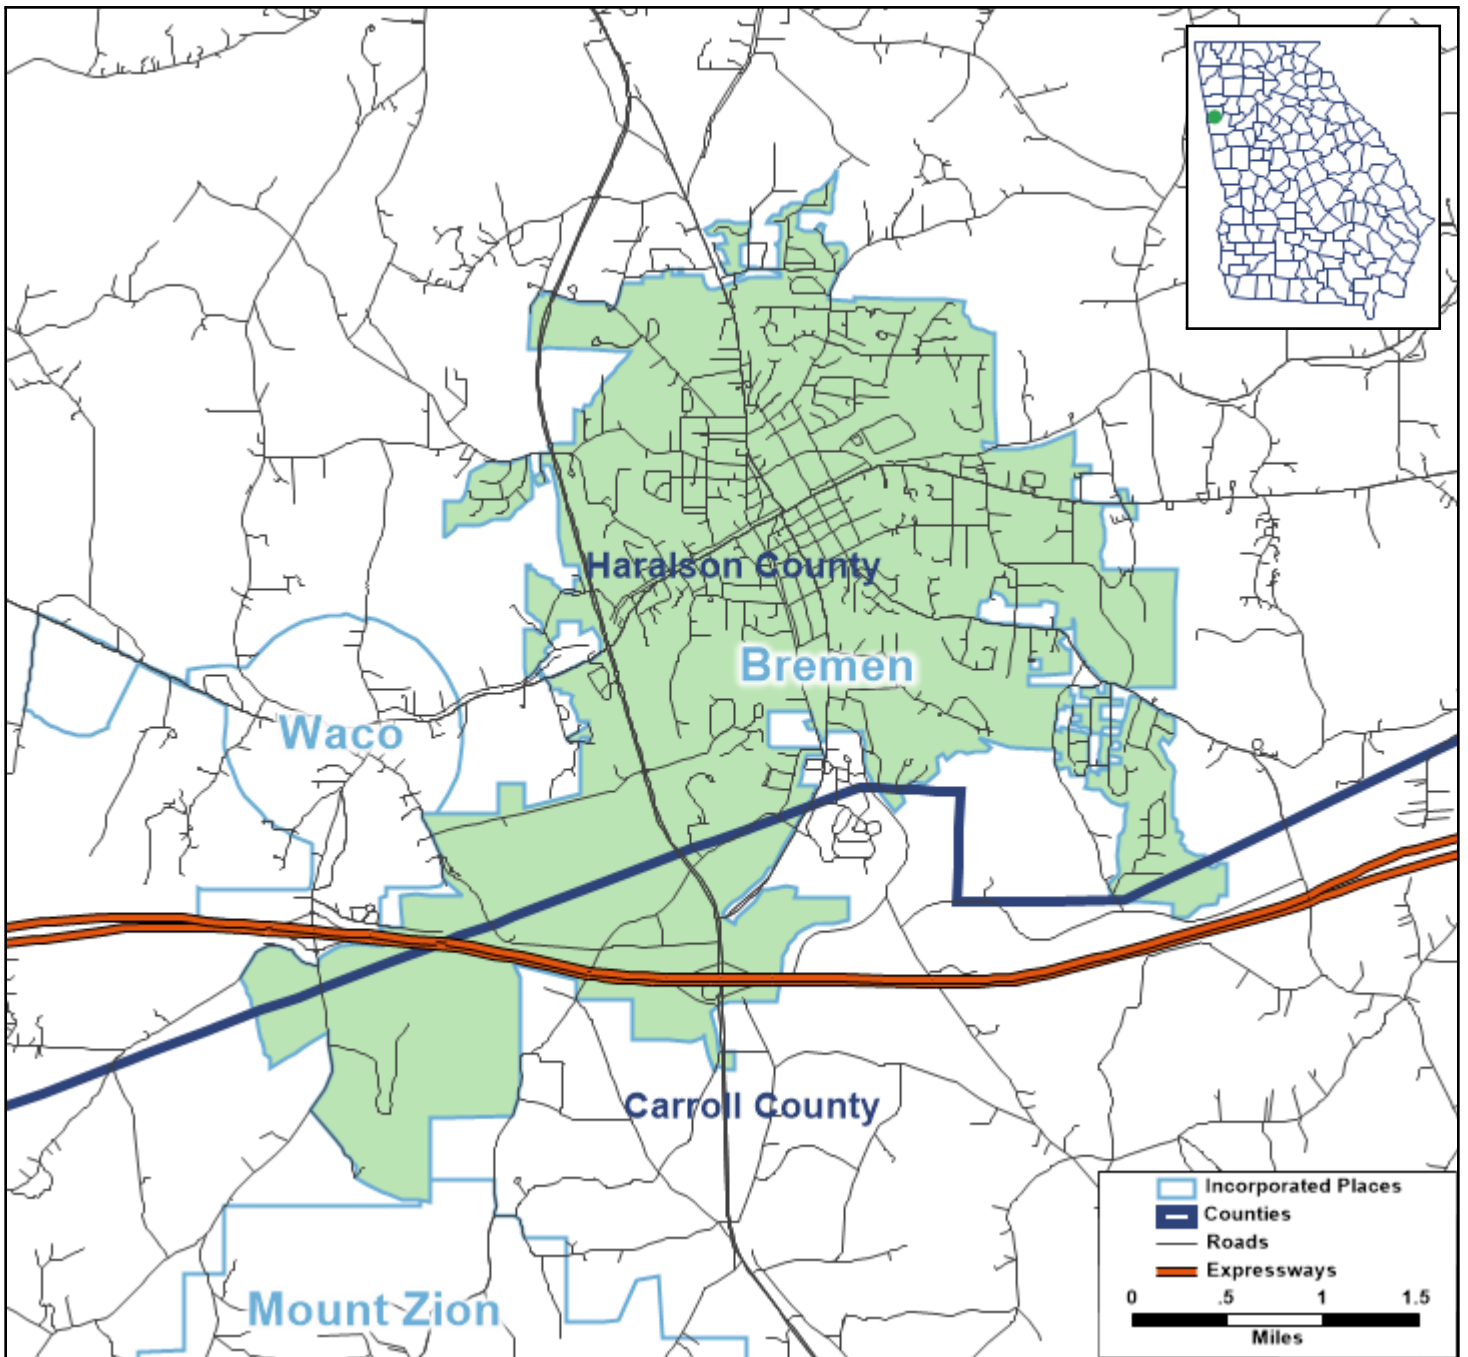 Haralson County
Bremen
Waco
Carroll County
Mount Zion
Incorporated Places
Counties
Roads
Expressways
0 .5 1 1.5
Miles